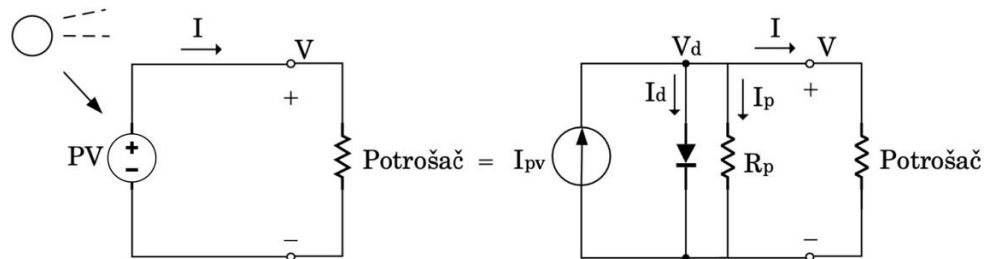 I V
+
PV
Potrošač
−
=
Vd I V
Id Ip
+
Ipv
Rp
Potrošač
−